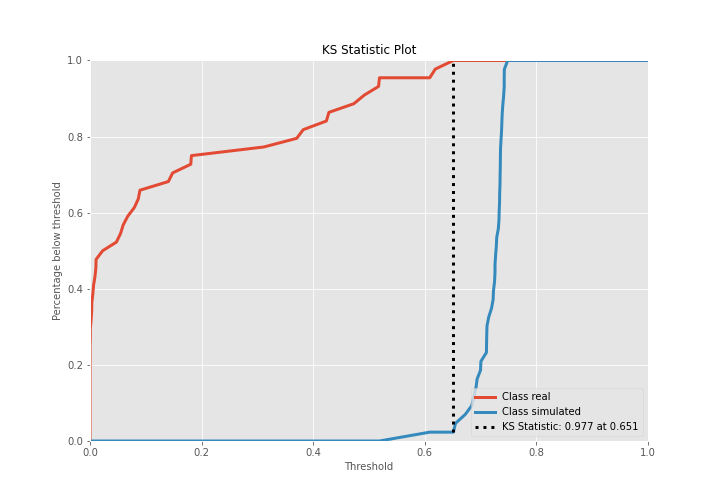 KS Statistic Plot
1.0
0.8
0.6
0.4
0.2
0.0
Percentage below threshold
0.0 0.2 0.4 0.6 0.8 1.0
Threshold
Class real
Class simulated
KS Statistic: 0.977 at 0.651